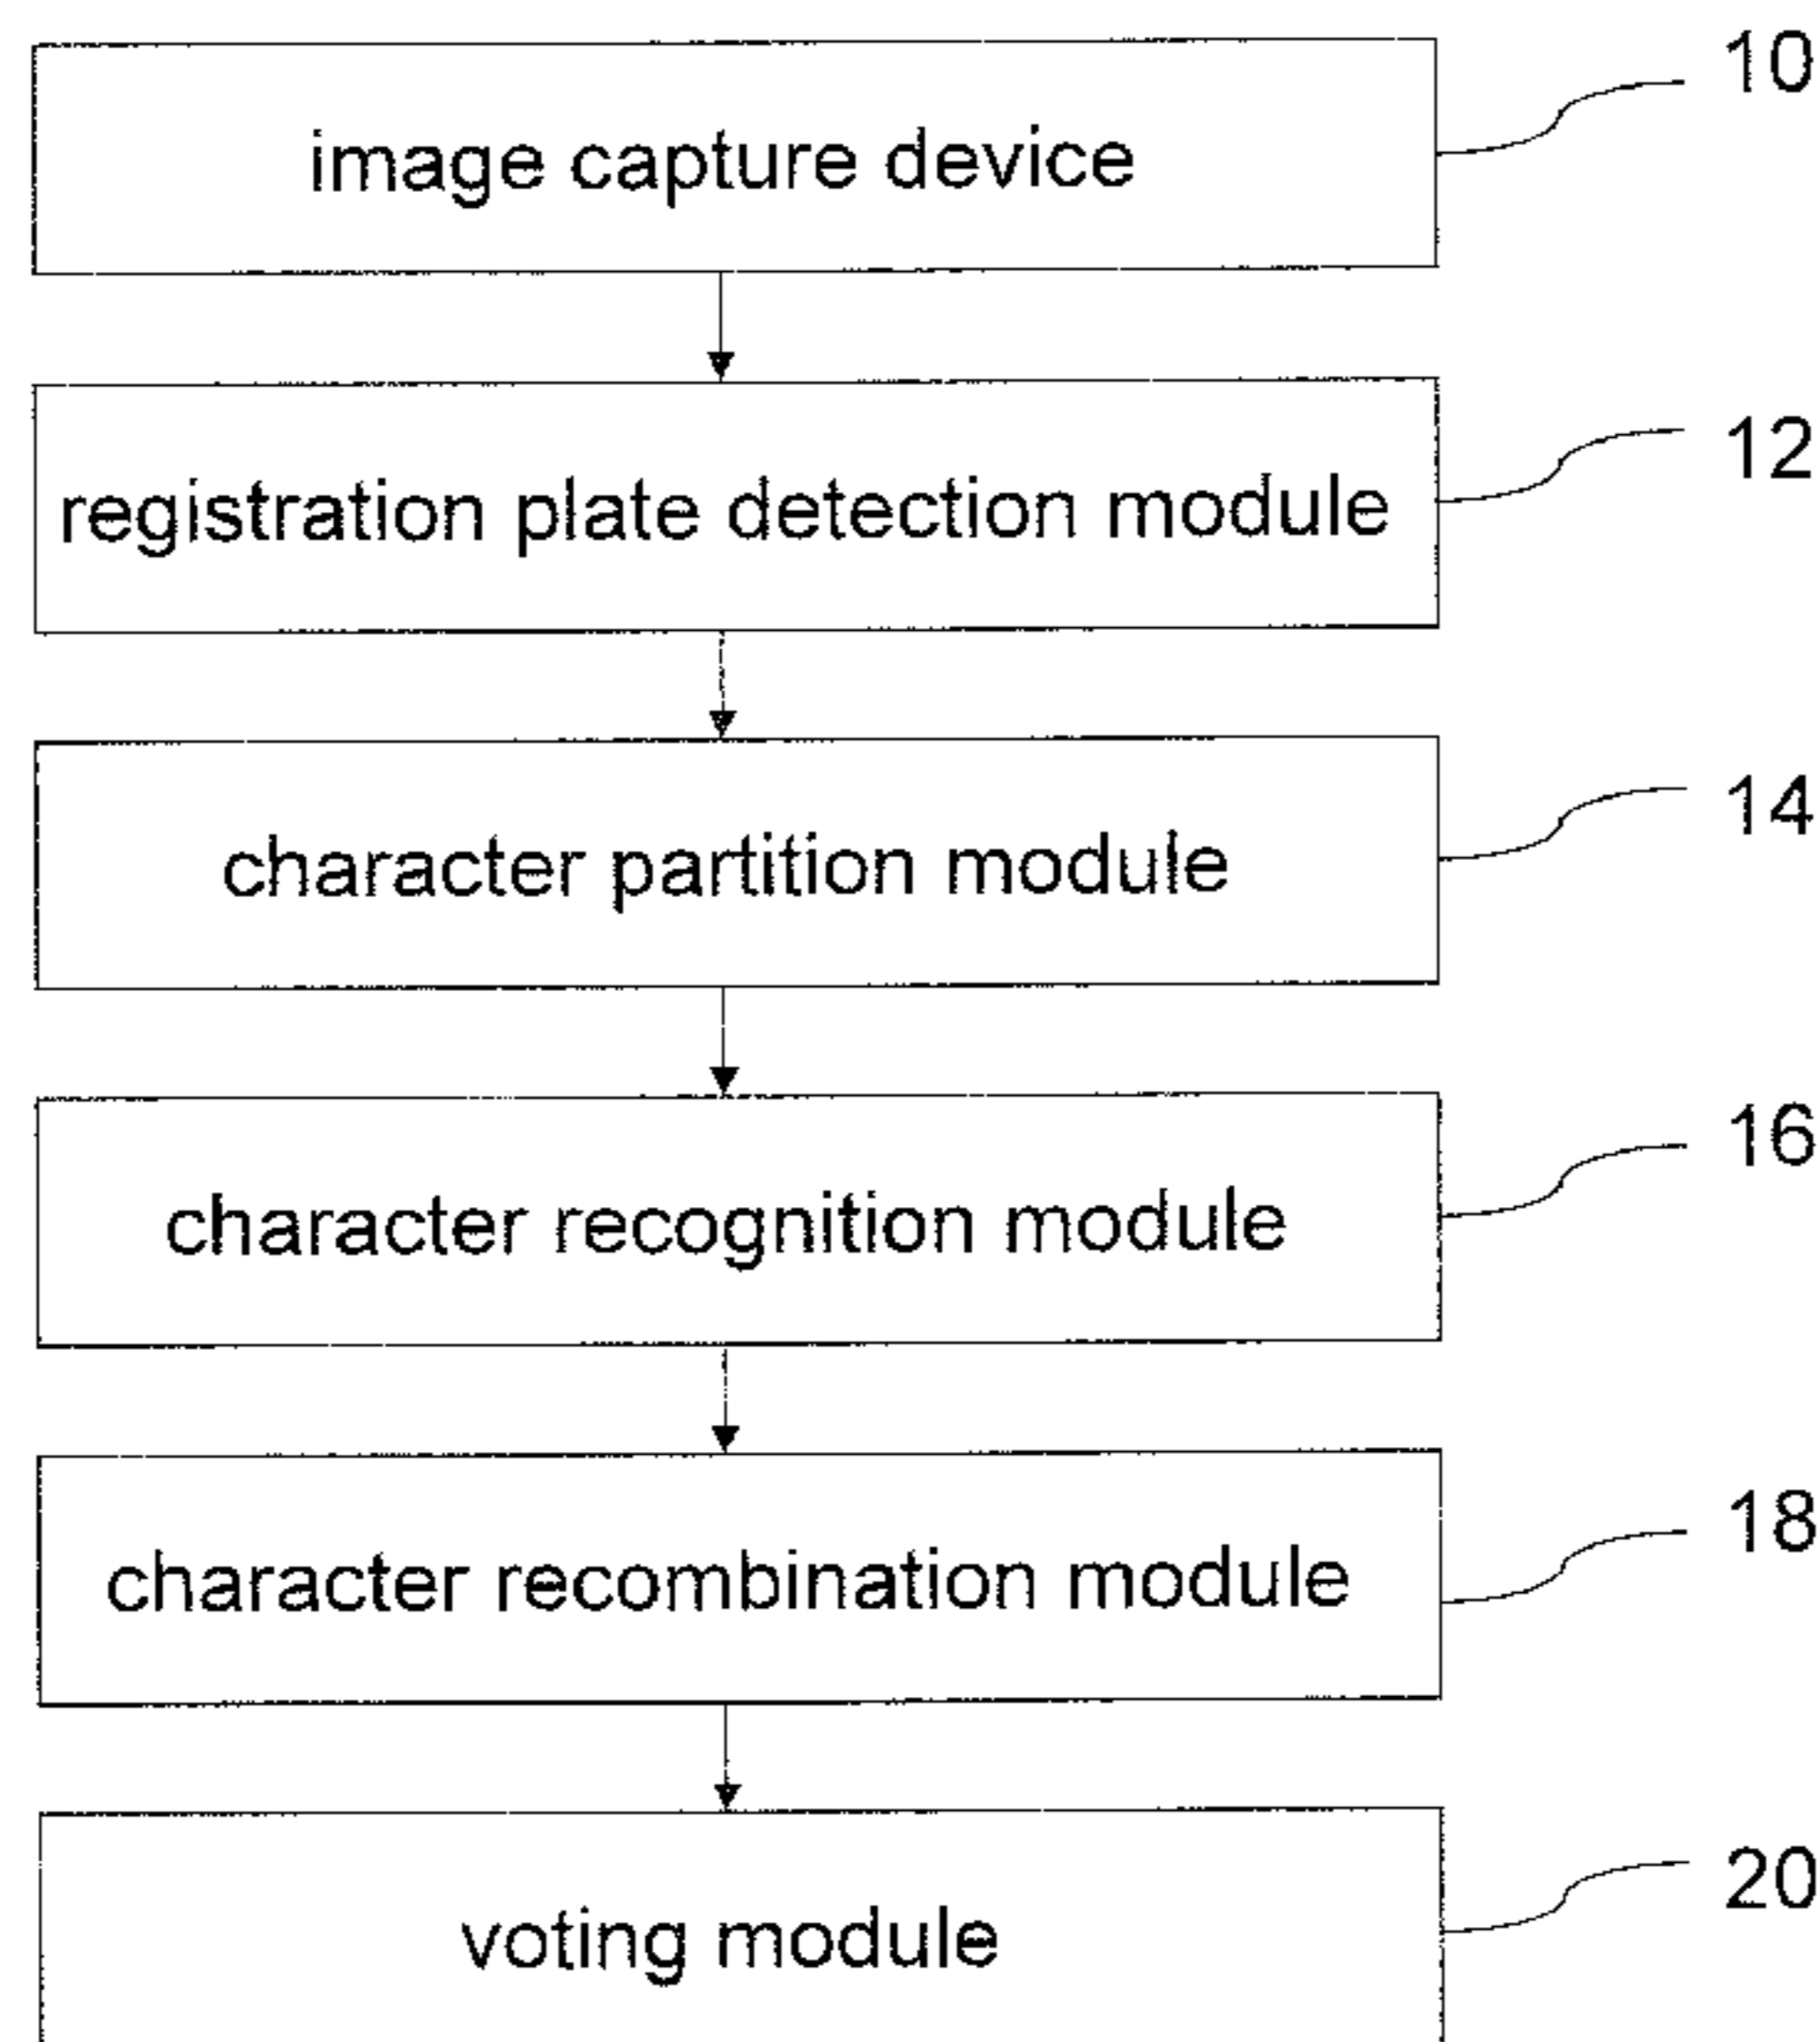 10
image capture device
12
registration plate detection module
14
character partition module
16
character recognition module
18
character recombination module
20
voting module